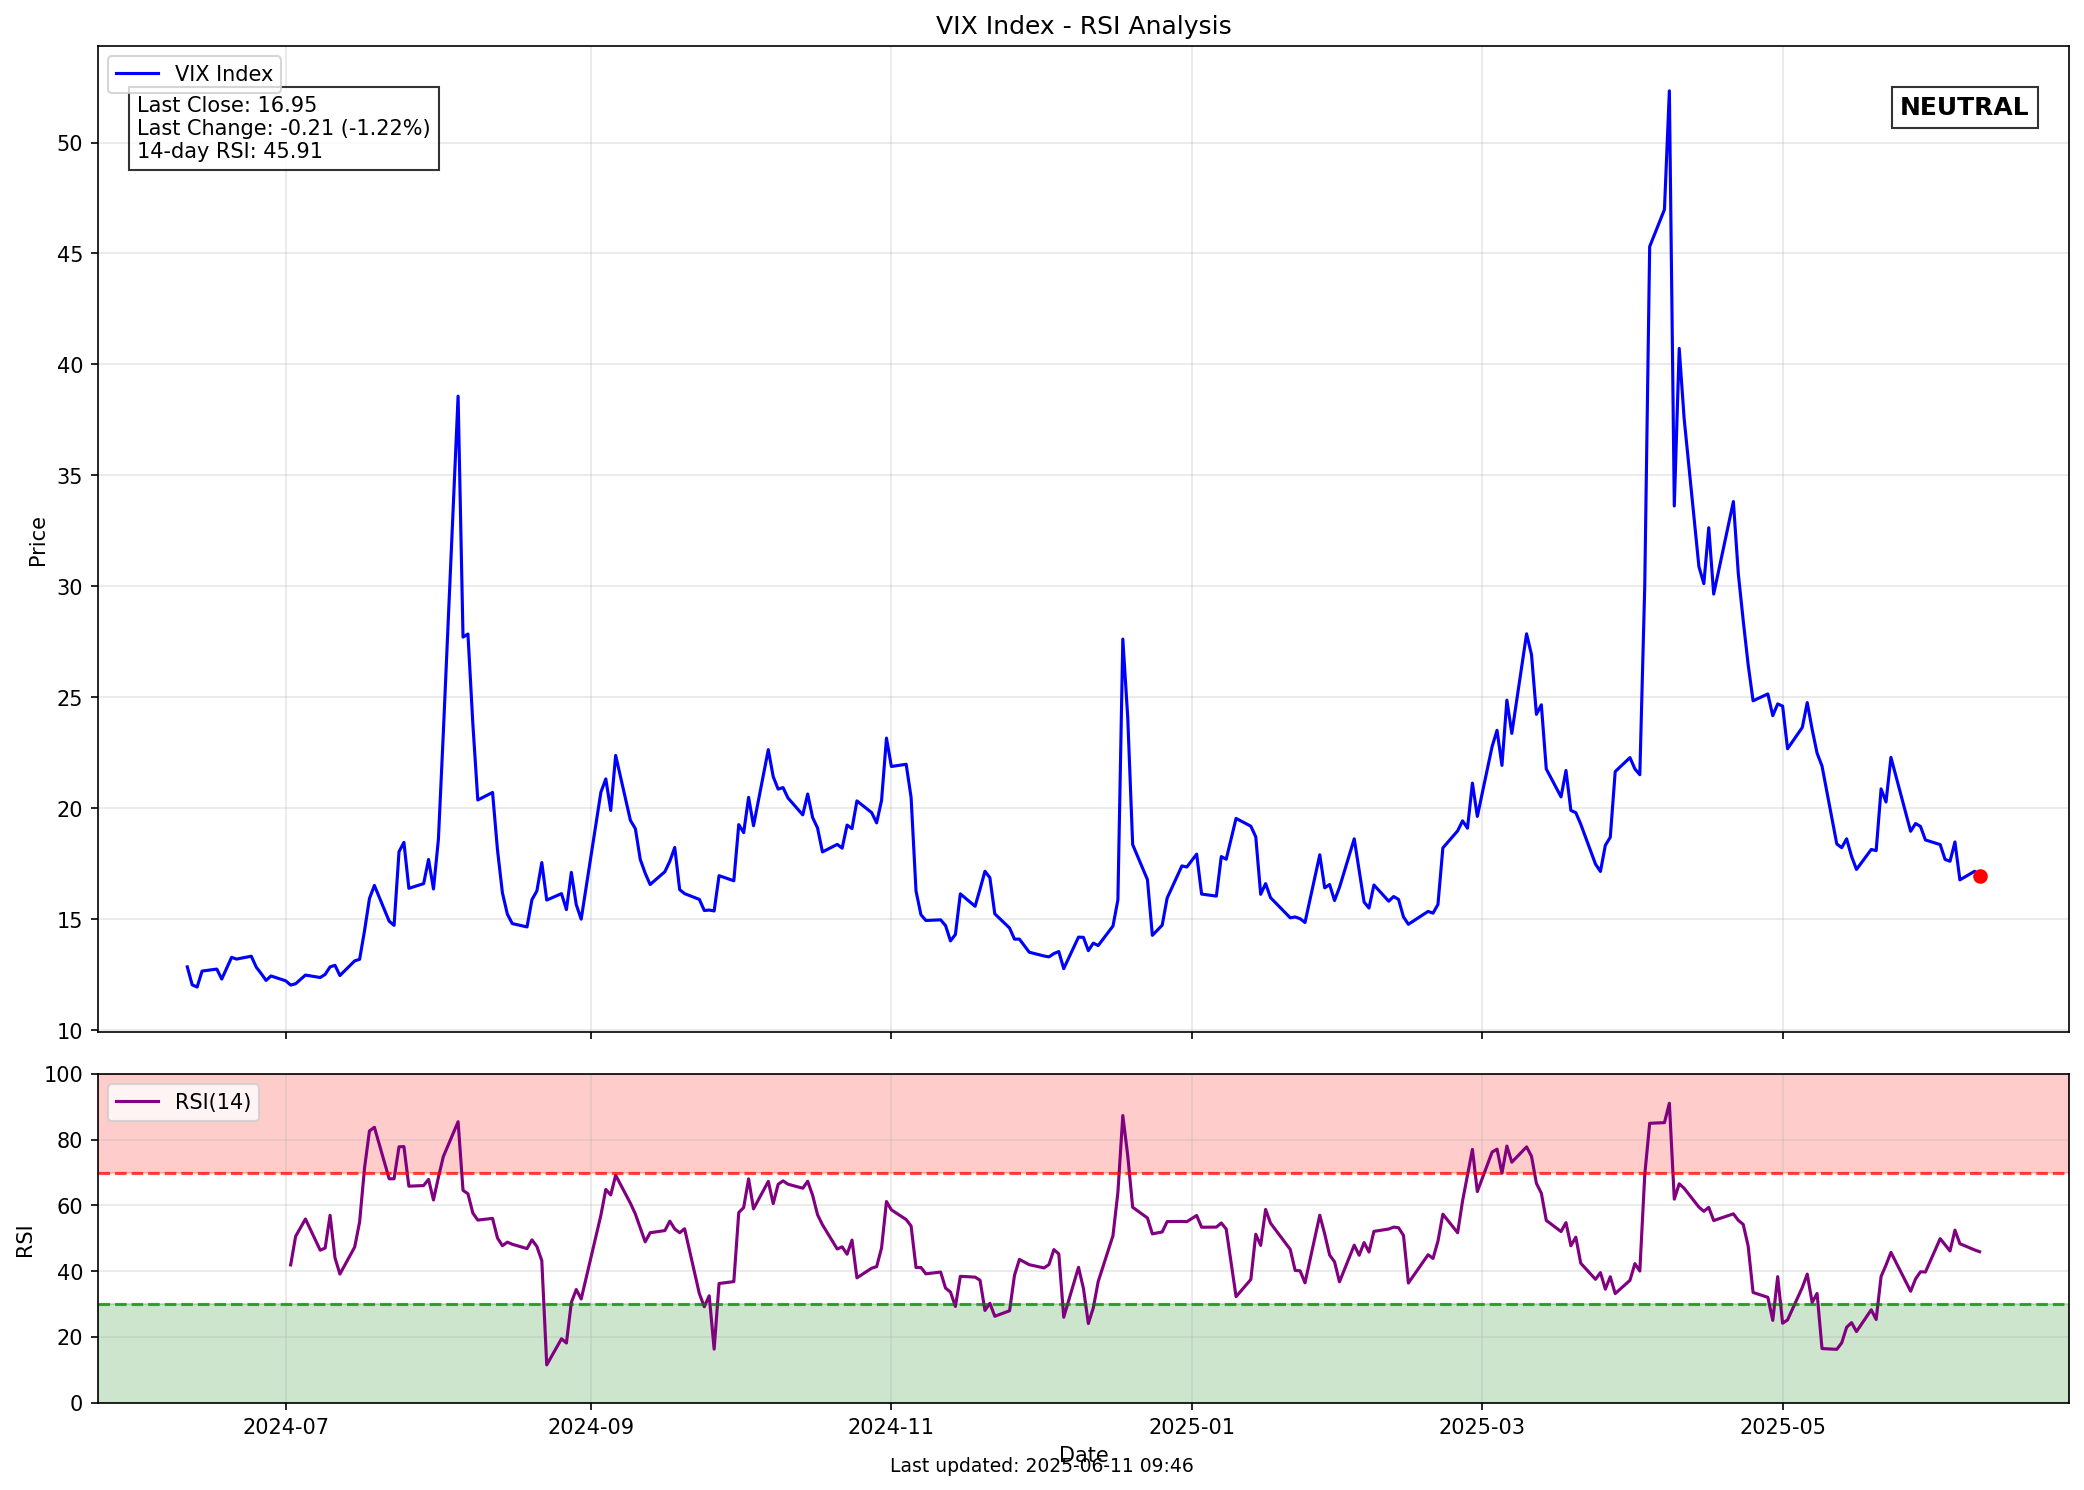 VIX Index - RSI Analysis
VIX Index
Last Close: 16.95
Last Change: -0.21 (-1.22%)
14-day RSI: 45.91
NEUTRAL
Price
50
45
40
35
30
25
20
15
10
RSI(14)
RSI
100
80
60
40
20
0
2024-07
2024-09
2024-11
2025-01
2025-03
2025-05
Date
Last updated: 2025-06-11 09:46